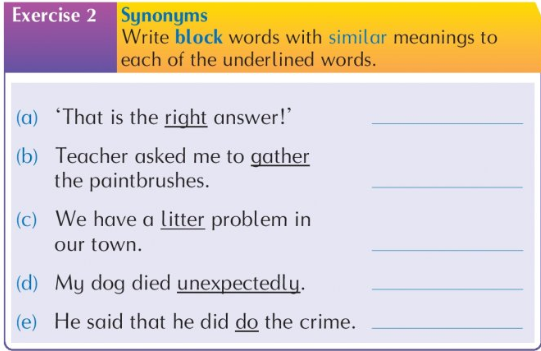 Exercise 2
Synonyms
Write block words with similar meanings to
each of the underlined words.
(a) ‘That is the right answer!’
(b) Teacher asked me to gather
the paintbrushes.
(c) We have a litter problem in
our town.
(d) My dog died unexpectedly.
(e) He said that he did do the crime.